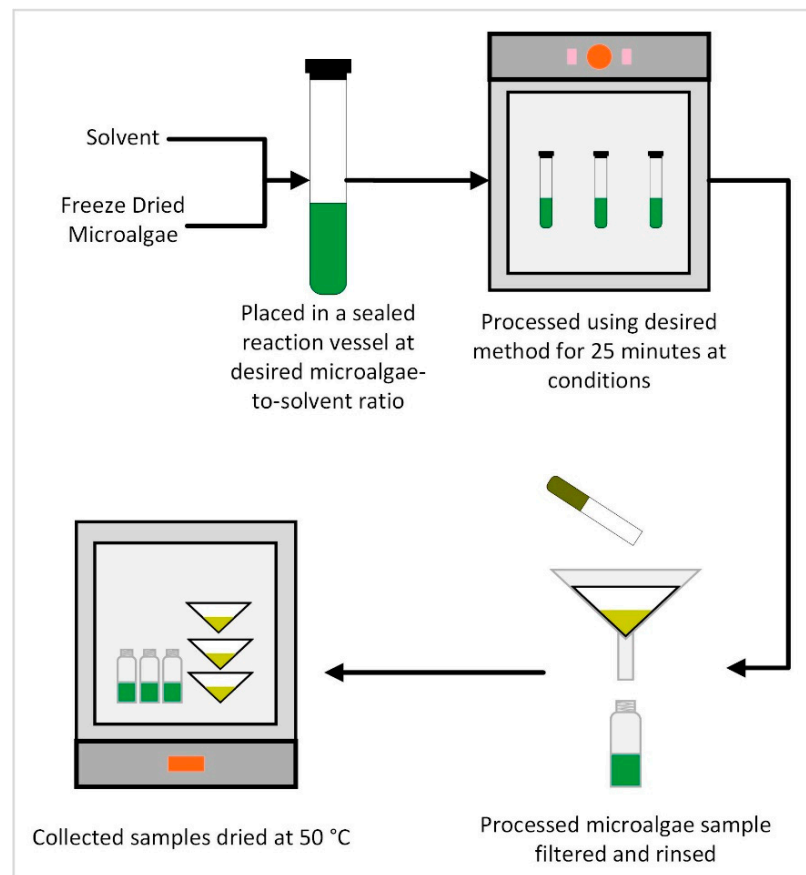 Solvent
Freeze Dried
Microalgae
Placed in a sealed
reaction vessel at
desired microalgae-
to-solvent ratio
Processed using desired
method for 25 minutes at
conditions
Processed microalgae sample
filtered and rinsed
Collected samples dried at 50 °C